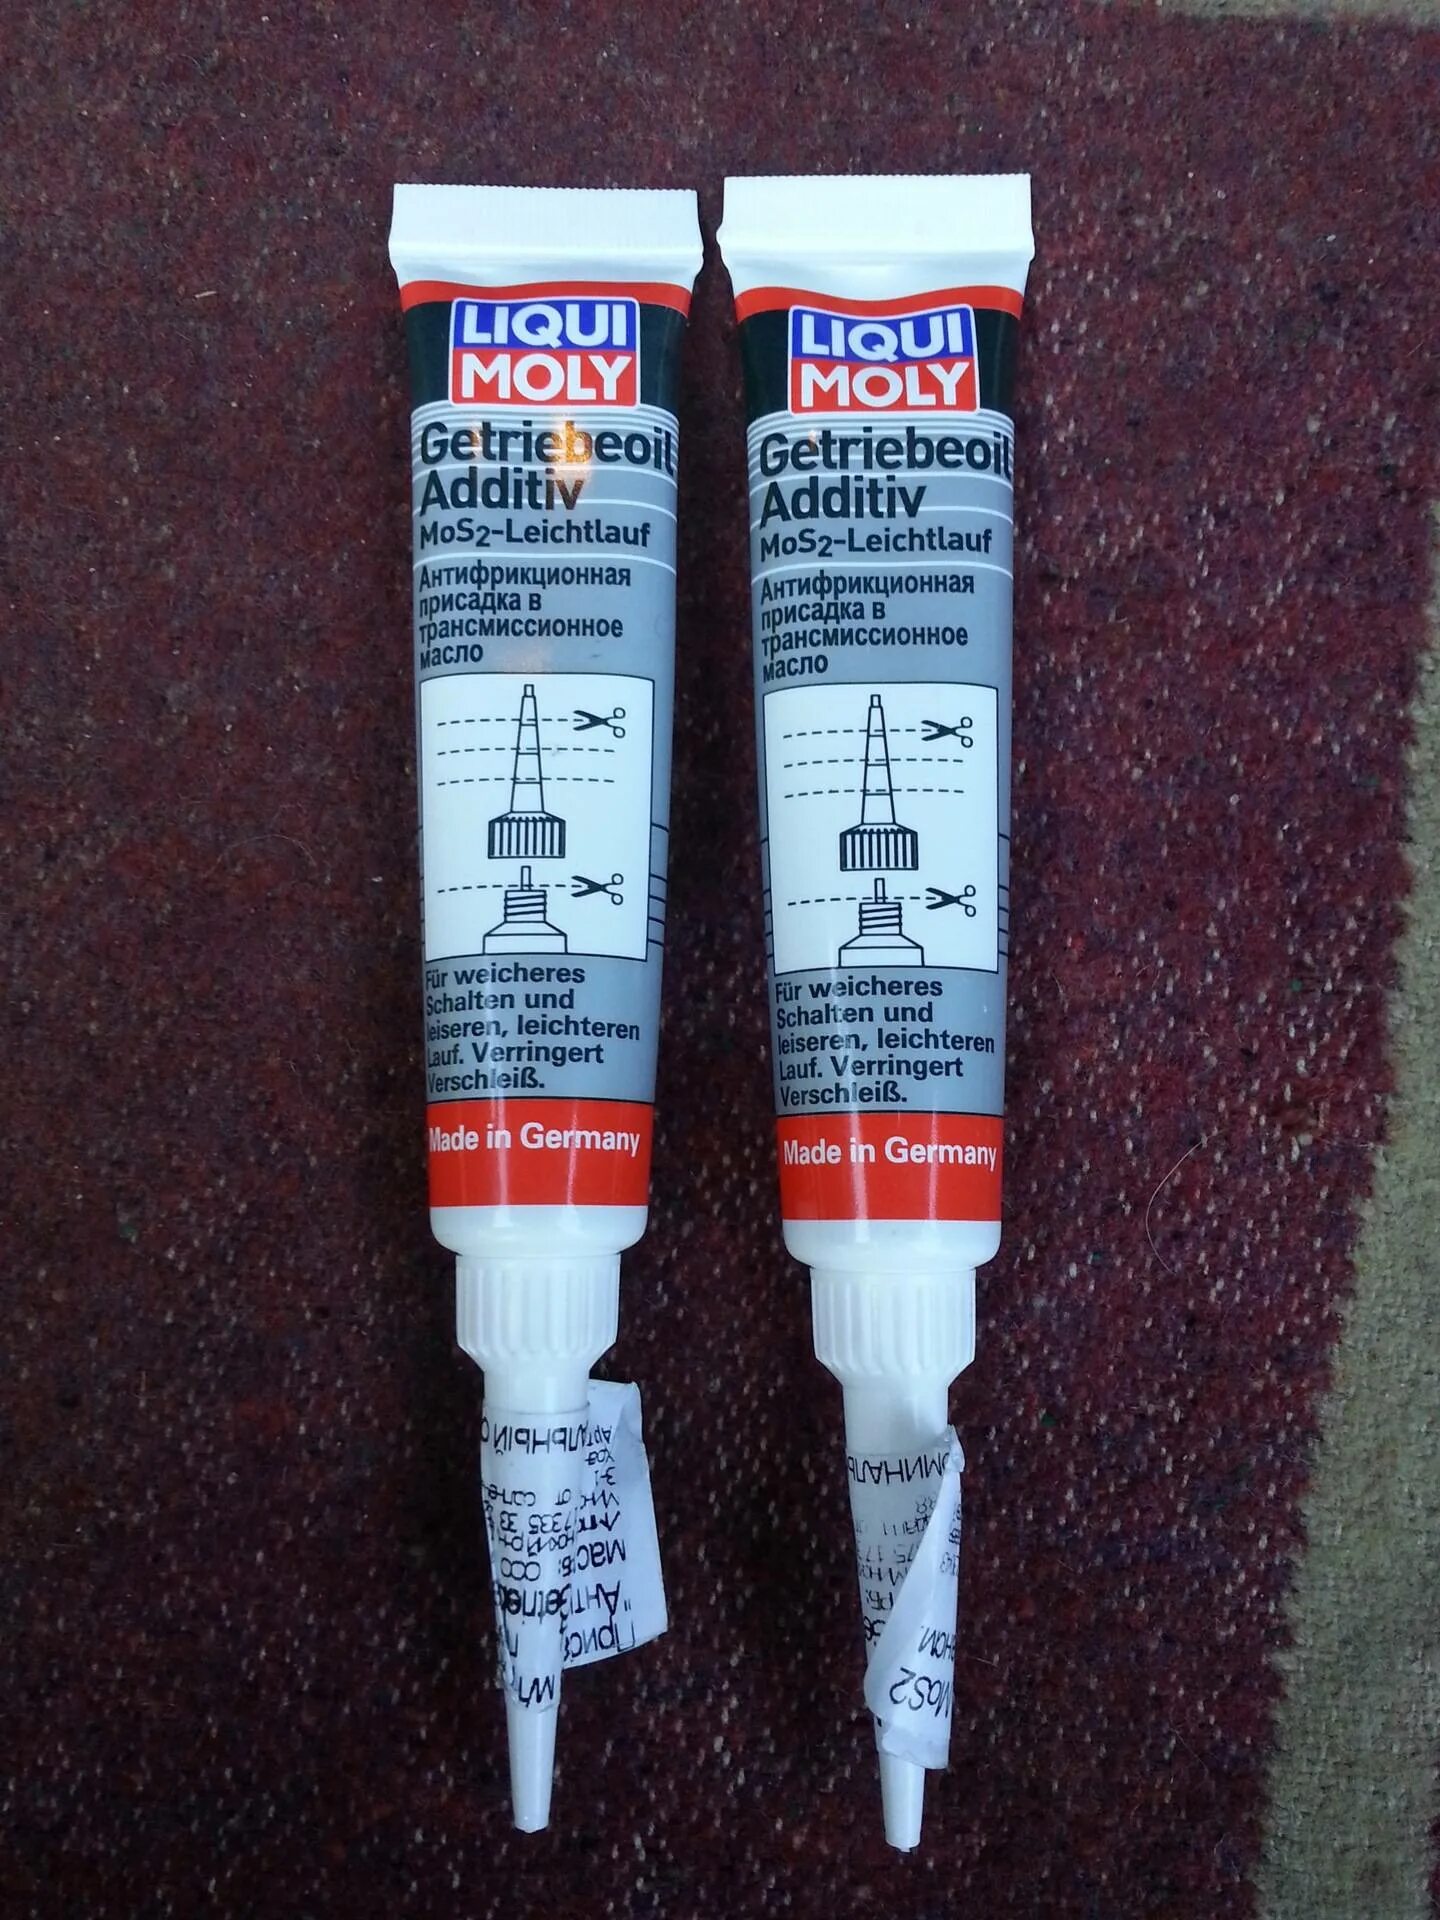 LIQUI
MOLY
Getriebeoil
Additiv
MoS2-Leichtlauf
Антифрикционная
присадка в
трансмиссионное
масло
Für weicheres
Schalten und
leiseren, leichteren
Lauf. Verringert
Verschleiß.
Made in Germany
LIQUI
MOLY
Getriebeoil
Additiv
MoS2-Leichtlauf
Антифрикционная
присадка в
трансмиссионное
масло
Für weicheres
Schalten und
leiseren, leichteren
Lauf. Verringert
Verschleiß.
Made in Germany
MoS2